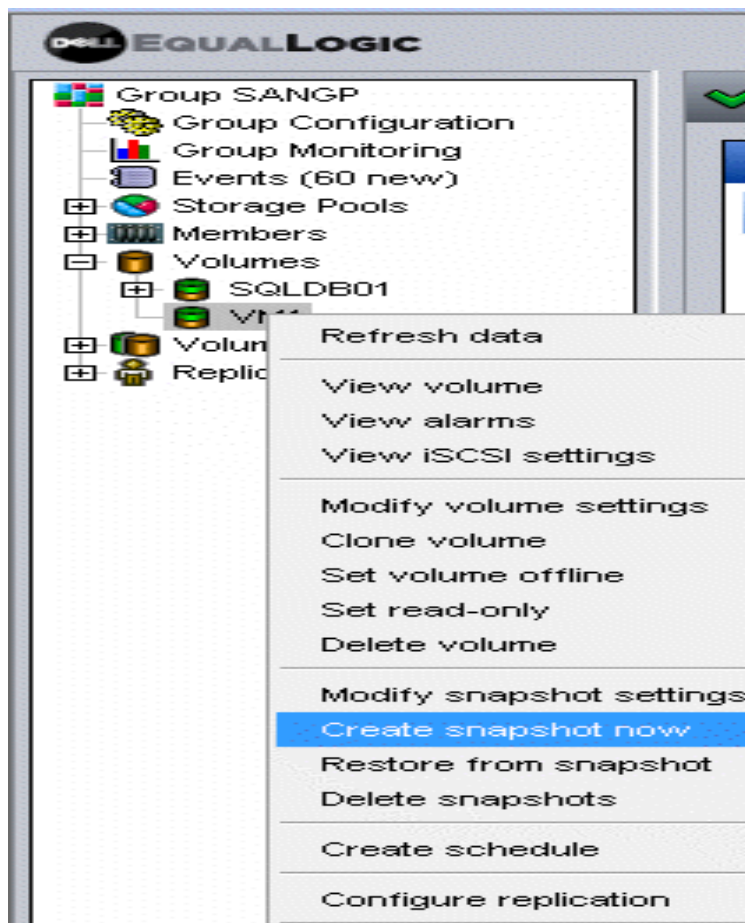 DELL EQUALLOGIC
Group SANGP
Group Configuration
Group Monitoring
Events (60 new)
Storage Pools
Members
Volumes
SQLDB01
Refresh data
View volume
View alarms
View iSCSI settings
Modify volume settings
Clone volume
Set volume offline
Set read-only
Delete volume
Modify snapshot settings
Create snapshot now
Restore from snapshot
Delete snapshots
Create schedule
Configure replication